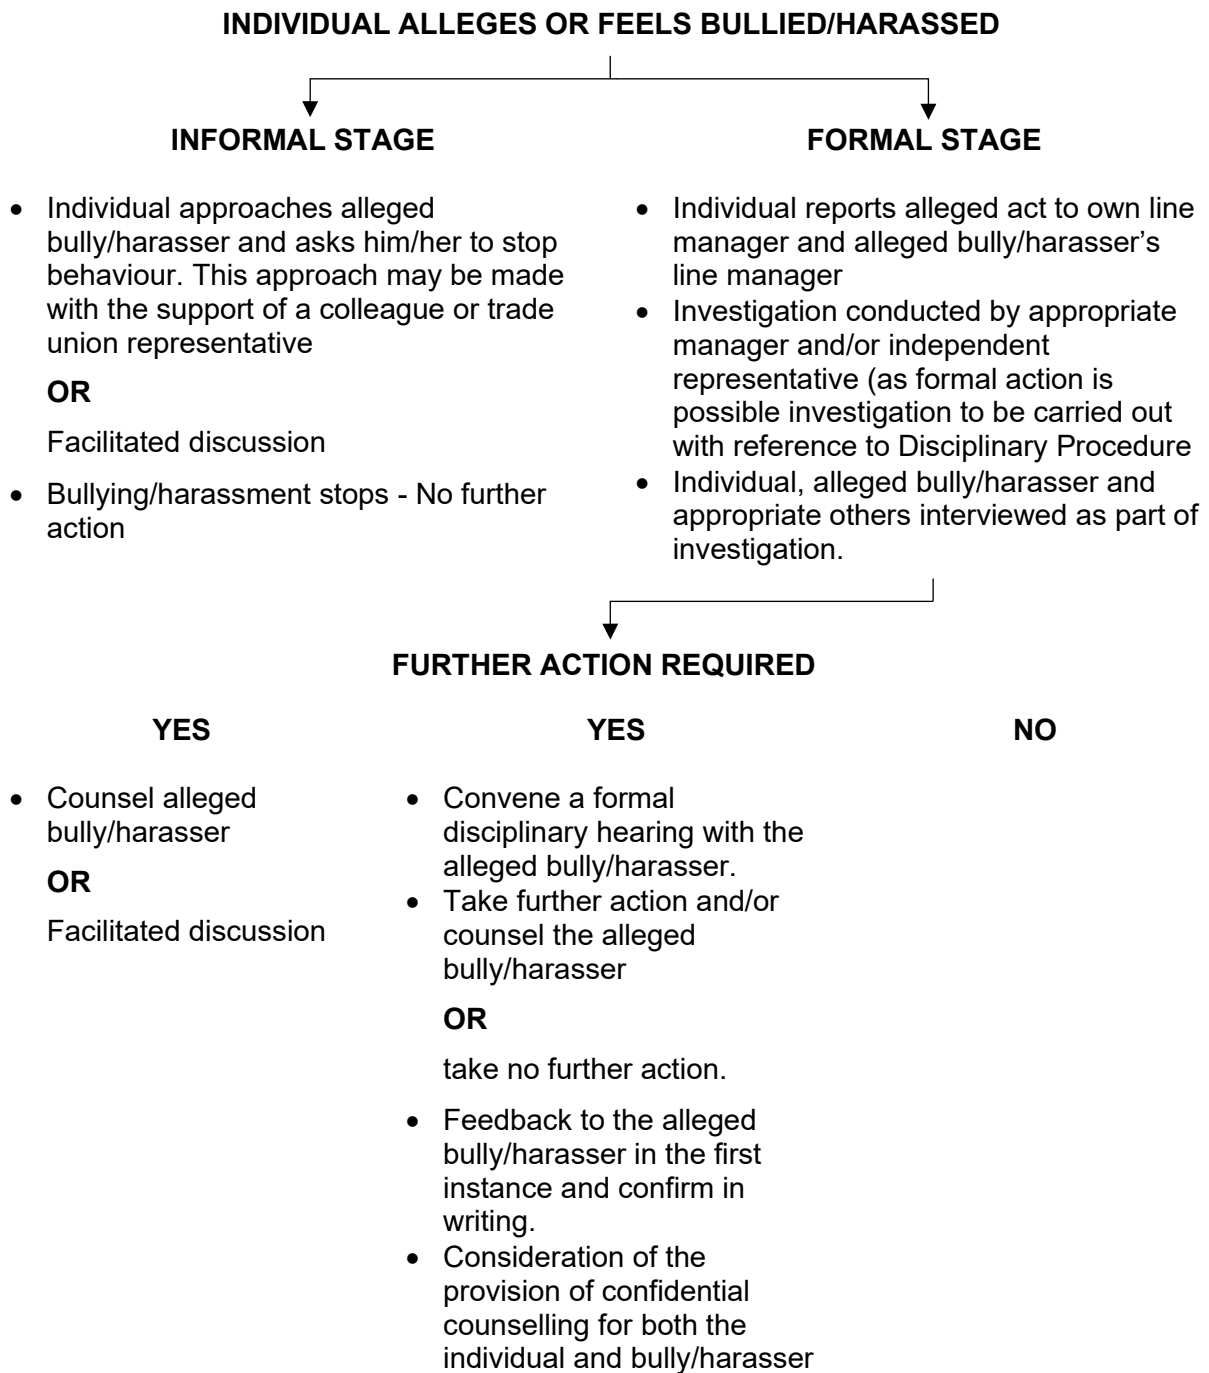 INDIVIDUAL ALLEGES OR FEELS BULLIED/HARASSED
INFORMAL STAGE
• Individual approaches alleged
bully/harasser and asks him/her to stop
behaviour. This approach may be made
with the support of a colleague or trade
union representative
OR
Facilitated discussion
• Bullying/harassment stops - No further
action
FORMAL STAGE
• Individual reports alleged act to own line
manager and alleged bully/harasser’s
line manager
• Investigation conducted by appropriate
manager and/or independent
representative (as formal action is
possible investigation to be carried out
with reference to Disciplinary Procedure
• Individual, alleged bully/harasser and
appropriate others interviewed as part of
investigation.
FURTHER ACTION REQUIRED
YES
• Counsel alleged
bully/harasser
OR
Facilitated discussion
YES
• Convene a formal
disciplinary hearing with the
alleged bully/harasser.
• Take further action and/or
counsel the alleged
bully/harasser
OR
take no further action.
• Feedback to the alleged
bully/harasser in the first
instance and confirm in
writing.
• Consideration of the
provision of confidential
counselling for both the
individual and bully/harasser
NO